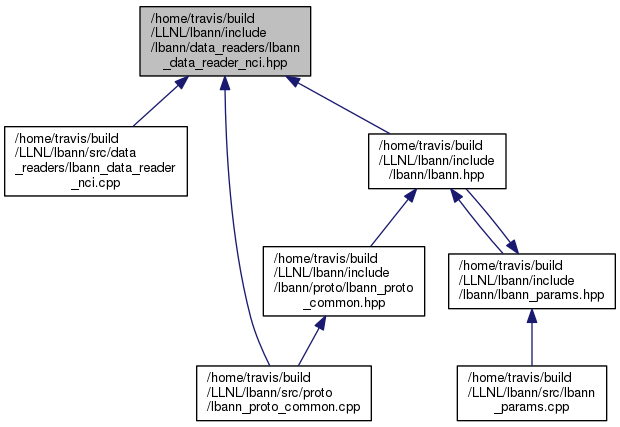 /home/travis/build
/LLNL/lbann/include
/lbann/data_readers/lbann
_data_reader_nci.hpp
/home/travis/build
/LLNL/lbann/src/data
_readers/lbann_data_reader
_nci.cpp
/home/travis/build
/LLNL/lbann/include
/lbann/lbann.hpp
/home/travis/build
/LLNL/lbann/include
/lbann/proto/lbann_proto
_common.hpp
/home/travis/build
/LLNL/lbann/include
/lbann/lbann_params.hpp
/home/travis/build
/LLNL/lbann/src/proto
/lbann_proto_common.cpp
/home/travis/build
/LLNL/lbann/src/lbann
_params.cpp